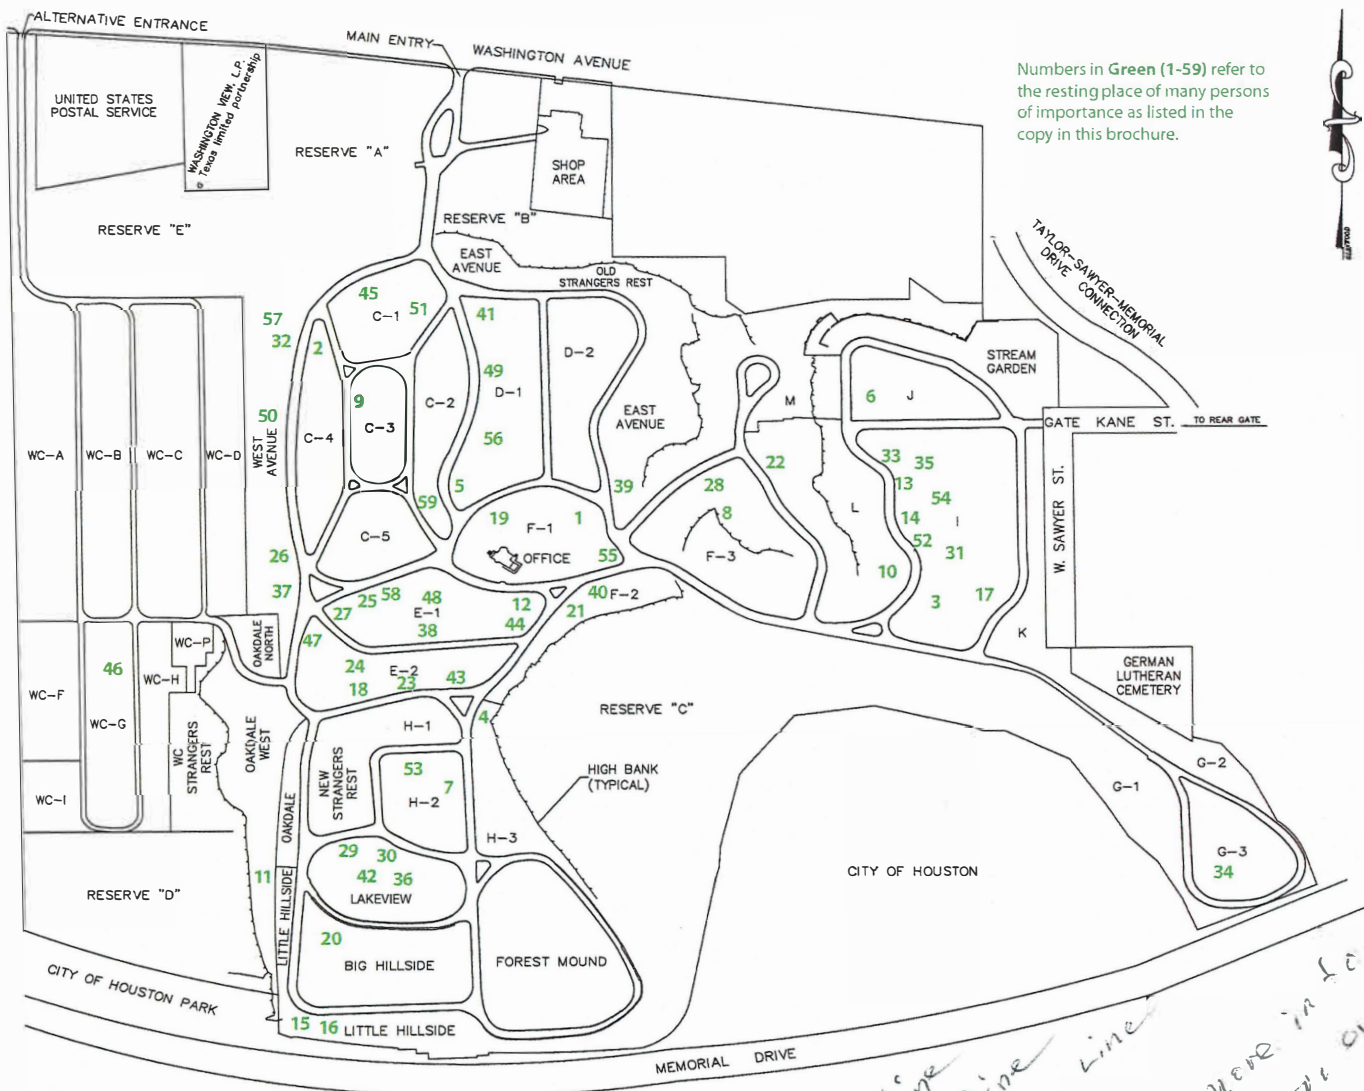 ALTERNATIVE ENTRANCE
MAIN ENTRY
WASHINGTON AVENUE
Numbers in Green (1-59) refer to
the resting place of many persons
of importance as listed in the
copy in this brochure.
UNITED STATES
POSTAL SERVICE
WASHINGTON VIEW, L.P.
a Texas limited partnership
RESERVE "A"
SHOP
AREA
RESERVE "E"
RESERVE "B"
EAST
AVENUE
OLD
STRANGERS REST
TAYLOR-SAWYER-MEMORIAL
DRIVE CONNECTION
45
C-1
51
57
32
2
41
D-2
49
D-1
STREAM
GARDEN
9
C-3
C-2
6
J
M
50
WEST
AVENUE
C-4
56
EAST
AVENUE
GATE KANE ST.
TO REAR GATE
WC-A
WC-B
WC-C
WC-D
22
33
35
13
54
5
39
28
8
59
19
1
F-1
OFFICE
55
L
14
I
52
31
W. SAWYER ST.
C-5
26
37
F-3
10
3
17
25
58
48
27
E-1
12
44
38
40
F-2
21
K
47
OAKDALE
NORTH
WC-P
46
WC-H
WC-F
WC-G
24
E-2
18
23
43
GERMAN
LUTHERAN
CEMETERY
RESERVE "C"
4
H-1
WC
STRANGERS
REST
OAKDALE
WEST
NEW
STRANGERS
REST
53
7
H-2
HIGH BANK
(TYPICAL)
G-2
G-1
WC-I
OAKDALE
H-3
29
30
42
36
LAKEVIEW
G-3
34
11
RESERVE "D"
LITTLE HILLSIDE
CITY OF HOUSTON
20
BIG HILLSIDE
FOREST MOUND
CITY OF HOUSTON PARK
15
16
LITTLE HILLSIDE
MEMORIAL DRIVE
Line